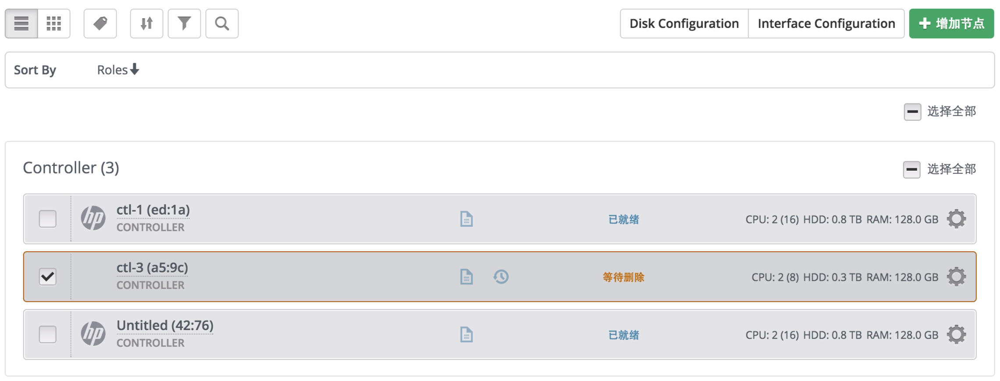 Disk Configuration Interface Configuration 增加节点
Sort By Roles
选择全部
Controller (3) 选择全部
hp ctl-1 (ed:1a)
CONTROLLER
已就绪 CPU: 2 (16) HDD: 0.8 TB RAM: 128.0 GB
ctl-3 (a5:9c)
CONTROLLER
等待删除 CPU: 2 (8) HDD: 0.3 TB RAM: 128.0 GB
hp Untitled (42:76)
CONTROLLER
已就绪 CPU: 2 (16) HDD: 0.8 TB RAM: 128.0 GB